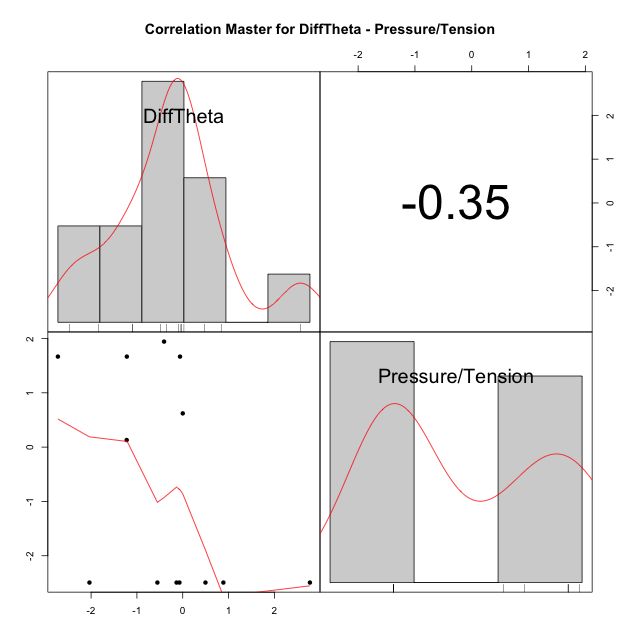 Correlation Master for DiffTheta - Pressure/Tension
-2 -1 0 1 2
DiffTheta
-0.35
2
1
0
-1
-2
Pressure/Tension
2
1
0
-1
-2
-2 -1 0 1 2